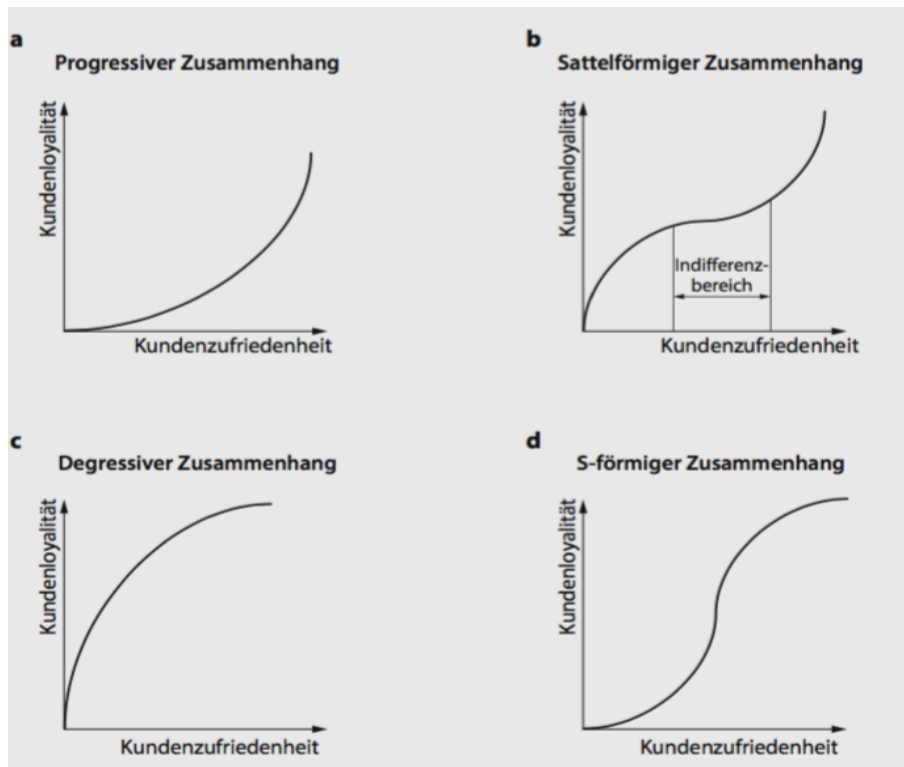 a
Progressiver Zusammenhang
Kundenloyalität
Kundenzufriedenheit
b
Sattelförmiger Zusammenhang
Kundenloyalität
Indifferenz-
bereich
Kundenzufriedenheit
c
Degressiver Zusammenhang
Kundenloyalität
Kundenzufriedenheit
d
S-förmiger Zusammenhang
Kundenloyalität
Kundenzufriedenheit